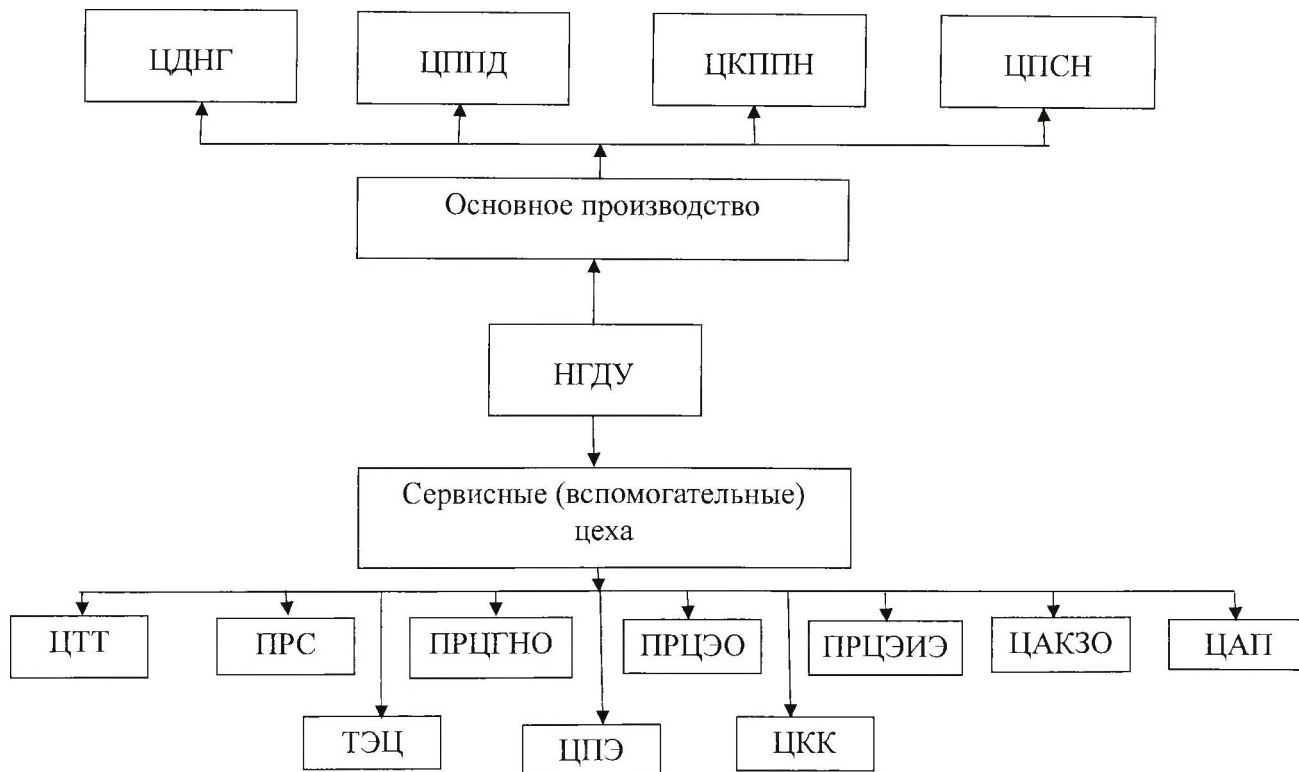 ЦДНГ
ЦППД
ЦКППН
ЦПСН
Основное производство
НГДУ
Сервисные (вспомогательные)
цеха
ЦТТ
ПРС
ПРЦГНО
ПРЦЭО
ПРЦЭИЭ
ЦАКЗО
ЦАП
ТЭЦ
ЦПЭ
ЦКК